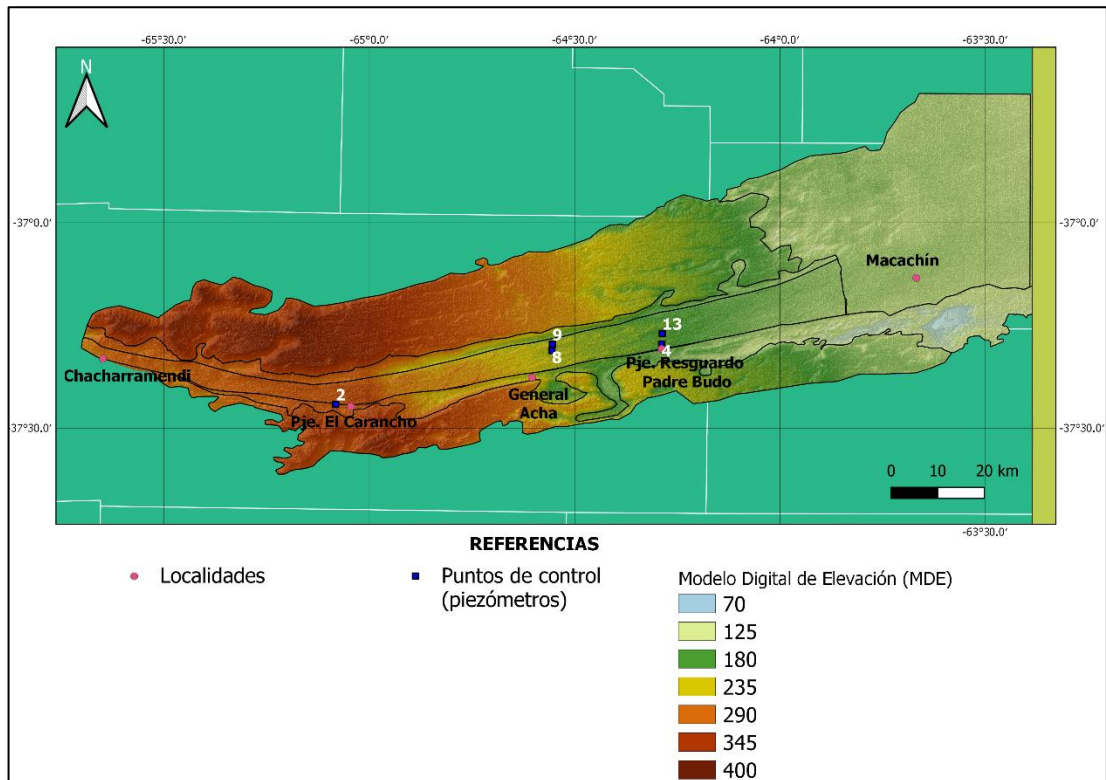 -65°30.0'
-65°0.0'
-64°30.0'
-64°0.0'
-63°30.0'
N
-37°0.0'
-37°0.0'
Macachín
9
13
8
4
Chacharramendi
Pje. Resguardo
Padre Budo
General
Acha
2
Pje. El Carancho
-37°30.0'
-37°30.0'
0 10 20 km
-63°30.0'
REFERENCIAS
Localidades
Puntos de control
(piezómetros)
Modelo Digital de Elevación (MDE)
70
125
180
235
290
345
400